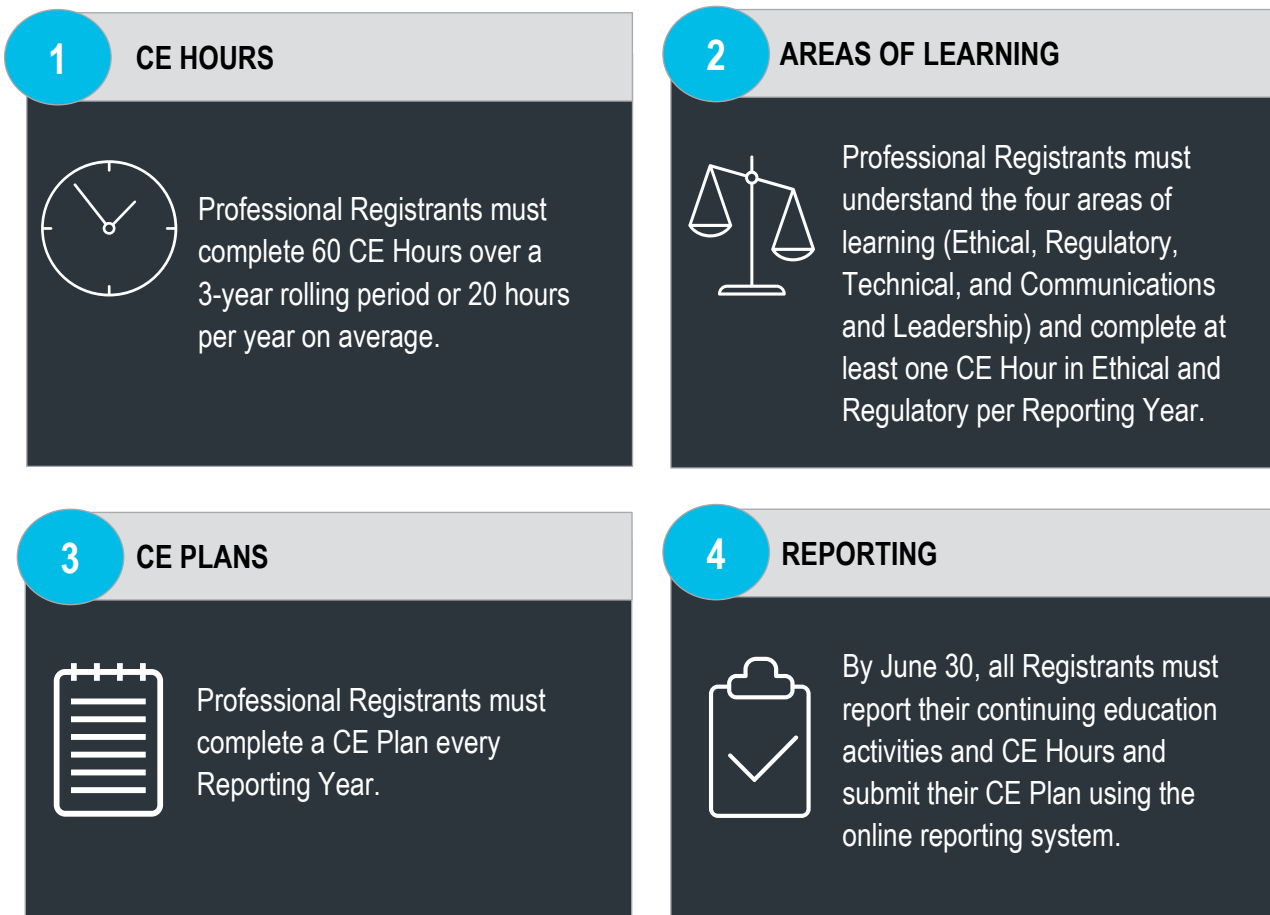 1
CE HOURS
Professional Registrants must
complete 60 CE Hours over a
3-year rolling period or 20 hours
per year on average.
2
AREAS OF LEARNING
Professional Registrants must
understand the four areas of
learning (Ethical, Regulatory,
Technical, and Communications
and Leadership) and complete at
least one CE Hour in Ethical and
Regulatory per Reporting Year.
3
CE PLANS
Professional Registrants must
complete a CE Plan every
Reporting Year.
4
REPORTING
By June 30, all Registrants must
report their continuing education
activities and CE Hours and
submit their CE Plan using the
online reporting system.